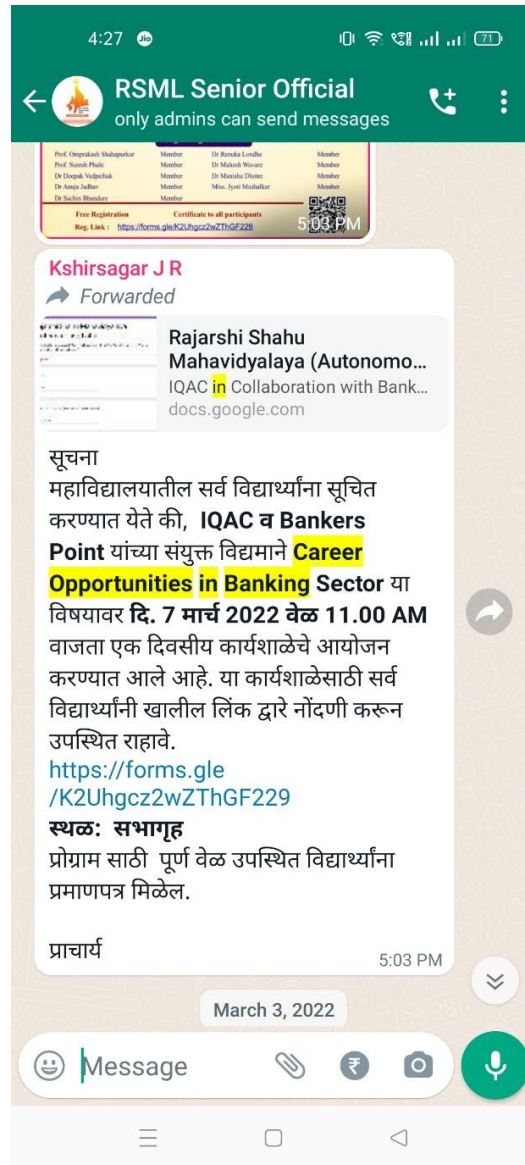 4:27
71
RSML Senior Official
only admins can send messages
Prof. Omprakash Shahapurkar Member Dr Renuka Londhe Member
Prof. Suresh Phule Member Dr Mahesh Wavare Member
Dr Deepak Vedpathak Member Dr Manisha Dhotre Member
Dr Anuja Jadhav Member Miss. Jyoti Mashalkar Member
Dr Sachin Bhandare Member
Free Registration Certificate to all participants
Reg. Link : https://forms.gle/K2Uhgcz2wZThGF229
5:03 PM
Kshirsagar J R
Forwarded
Rajarshi Shahu
Mahavidyalaya (Autonomo...
IQAC in Collaboration with Bank...
docs.google.com
सूचना
महाविद्यालयातील सर्व विद्यार्थ्यांना सूचित
करण्यात येते की, IQAC व Bankers
Point यांच्या संयुक्त विद्यमाने Career
Opportunities in Banking Sector या
विषयावर दि. 7 मार्च 2022 वेळ 11.00 AM
वाजता एक दिवसीय कार्यशाळेचे आयोजन
करण्यात आले आहे. या कार्यशाळेसाठी सर्व
विद्यार्थ्यांनी खालील लिंक द्वारे नोंदणी करून
उपस्थित राहावे.
https://forms.gle
/K2Uhgcz2wZThGF229
स्थळ: सभागृह
प्रोग्राम साठी पूर्ण वेळ उपस्थित विद्यार्थ्यांना
प्रमाणपत्र मिळेल.
प्राचार्य
5:03 PM
March 3, 2022
Message